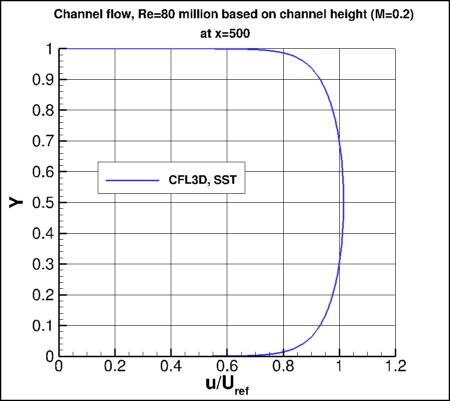 Channel flow, Re=80 million based on channel height (M=0.2)
at x=500
1
0.9
0.8
0.7
0.6
CFL3D, SST
Y
0.5
0.4
0.3
0.2
0.1
0
0 0.2 0.4 0.6 0.8 1 1.2
u/Uref